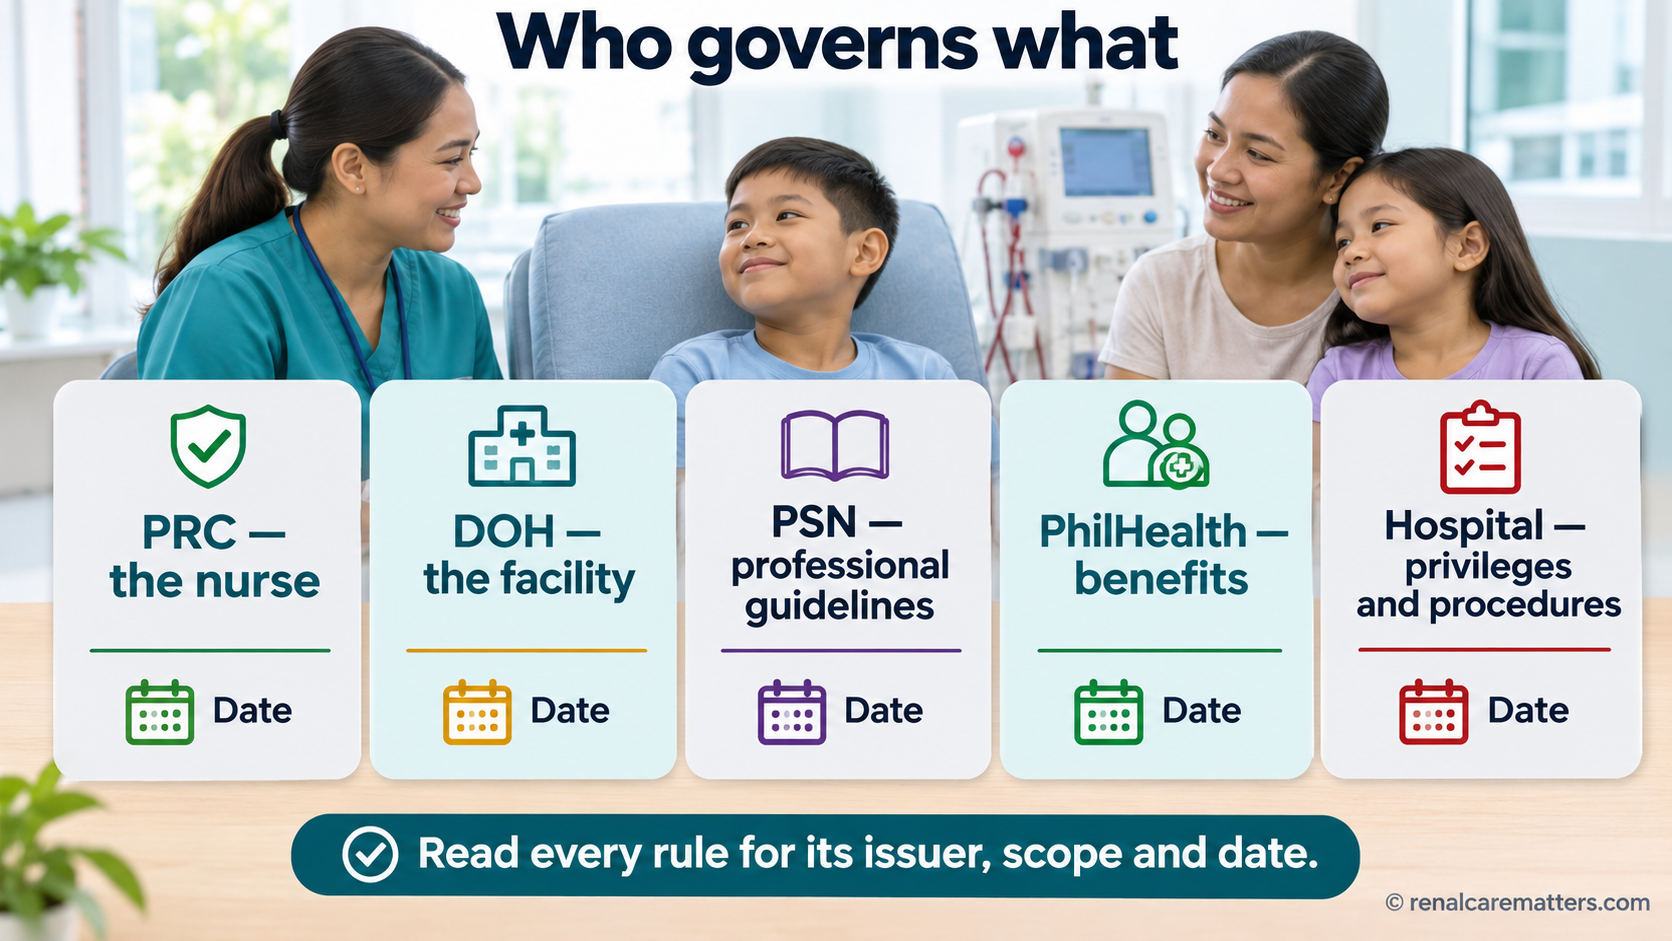 Who governs what
PRC —
the nurse
Date
DOH —
the facility
Date
PSN —
professional
guidelines
Date
PhilHealth —
benefits
Date
Hospital —
privileges
and procedures
Date
Read every rule for its issuer, scope and date.
© renalcarematters.com